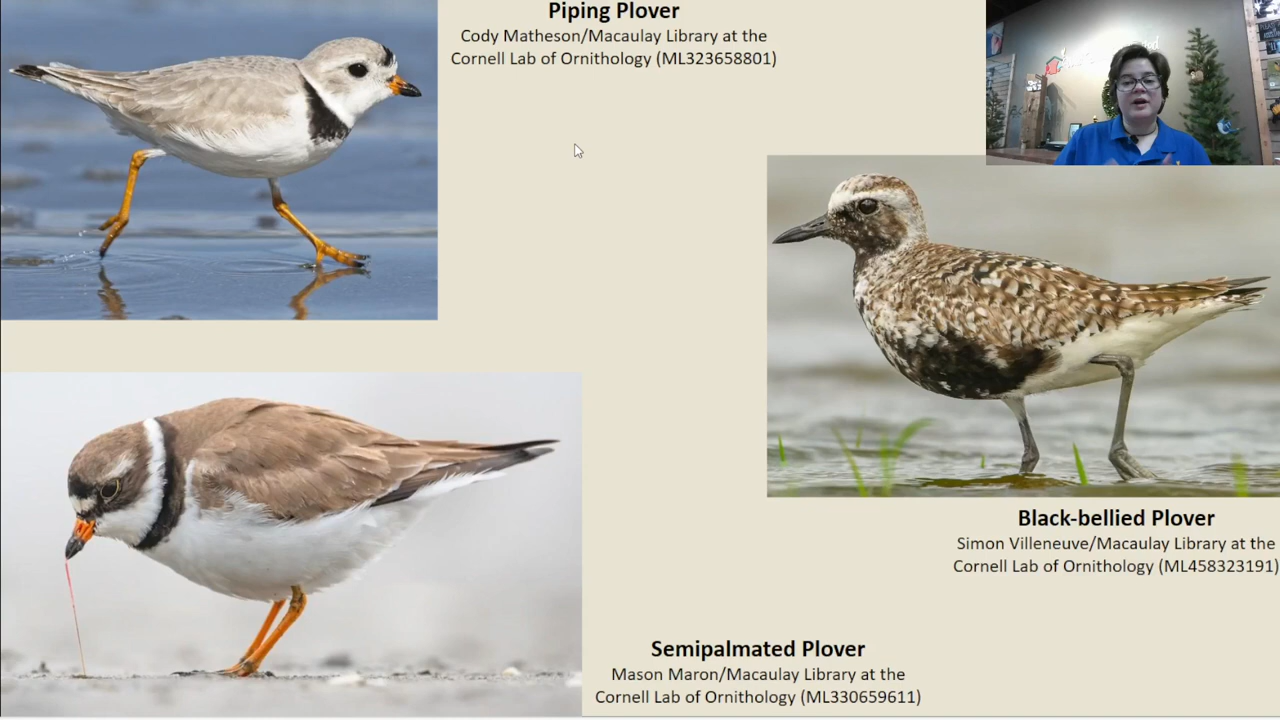 Piping Plover
Cody Matheson/Macaulay Library at the
Cornell Lab of Ornithology (ML323658801)
Black-bellied Plover
Simon Villeneuve/Macaulay Library at the
Cornell Lab of Ornithology (ML458323191)
Semipalmated Plover
Mason Maron/Macaulay Library at the
Cornell Lab of Ornithology (ML330659611)